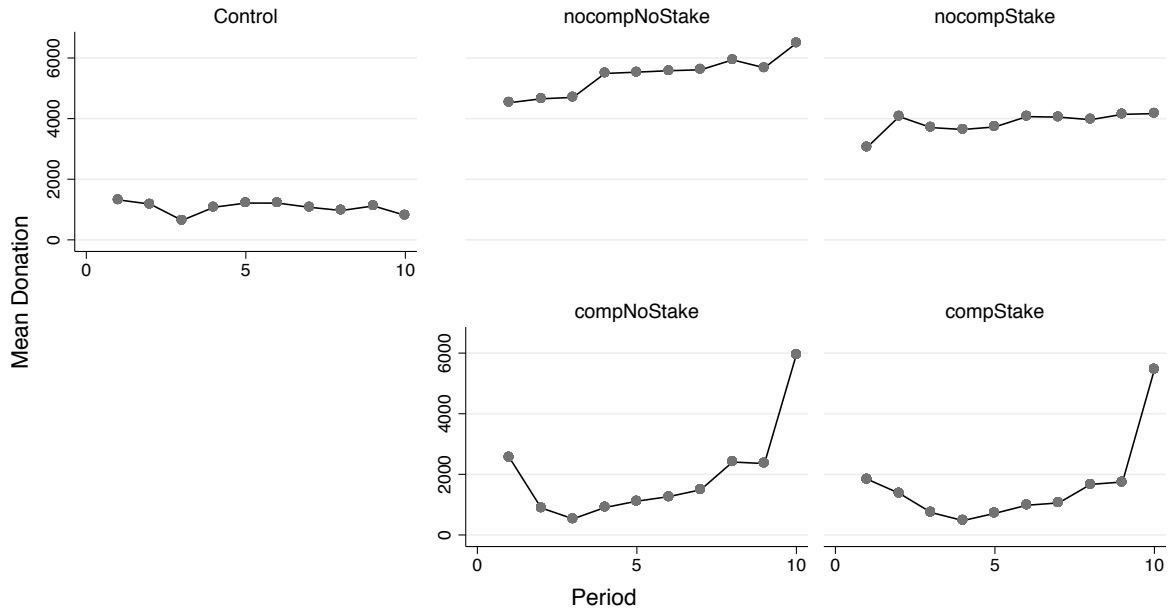 Control
nocompNoStake
nocompStake
6000
4000
2000
0
0 5 10
Mean Donation
compNoStake
compStake
6000
4000
2000
0
0 5 10
0 5 10
Period